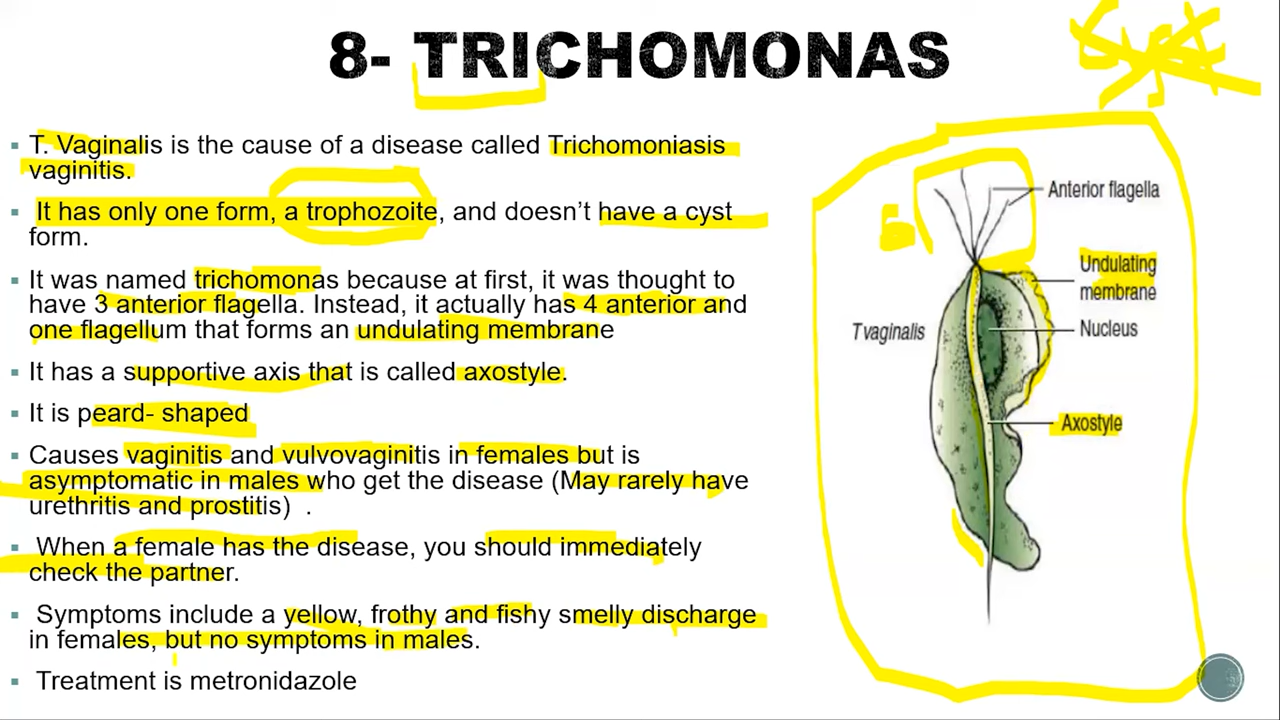 8- TRICHOMONAS
Cyst
T. Vaginalis is the cause of a disease called Trichomoniasis
vaginitis.
It has only one form, a trophozoite, and doesn't have a cyst
form.
It was named trichomonas because at first, it was thought to
have 3 anterior flagella. Instead, it actually has 4 anterior and
one flagellum that forms an undulating membrane
It has a supportive axis that is called axostyle.
It is peard- shaped
Causes vaginitis and vulvovaginitis in females but is
asymptomatic in males who get the disease (May rarely have
urethritis and prostitis) .
When a female has the disease, you should immediately
check the partner.
Symptoms include a yellow, frothy and fishy smelly discharge
in females, but no symptoms in males.
Treatment is metronidazole
Anterior flagella
Undulating
membrane
T vaginalis
Nucleus
Axostyle